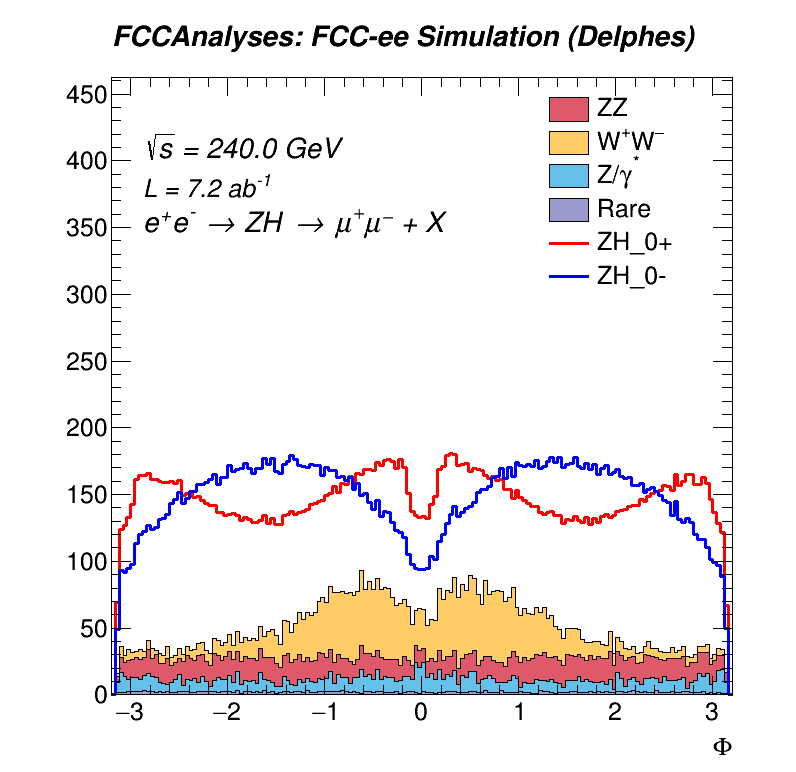 FCCAnalyses: FCC-ee Simulation (Delphes)
√s = 240.0 GeV
L = 7.2 ab⁻¹
e⁺e⁻ → ZH → μ⁺μ⁻ + X
ZZ
W⁺W⁻
Z/γ*
Rare
ZH_0+
ZH_0-
450
400
350
300
250
200
150
100
50
0
−3 −2 −1 0 1 2 3
Φ